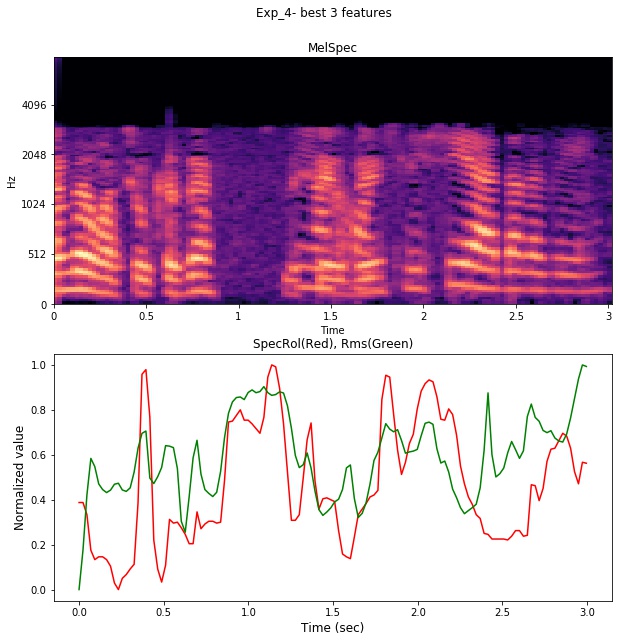 Exp_4- best 3 features
MelSpec
4096
2048
1024
512
0
Hz
0 0.5 1 1.5 2 2.5 3
Time
SpecRol(Red), Rms(Green)
1.0
0.8
0.6
0.4
0.2
0.0
Normalized value
0.0 0.5 1.0 1.5 2.0 2.5 3.0
Time (sec)